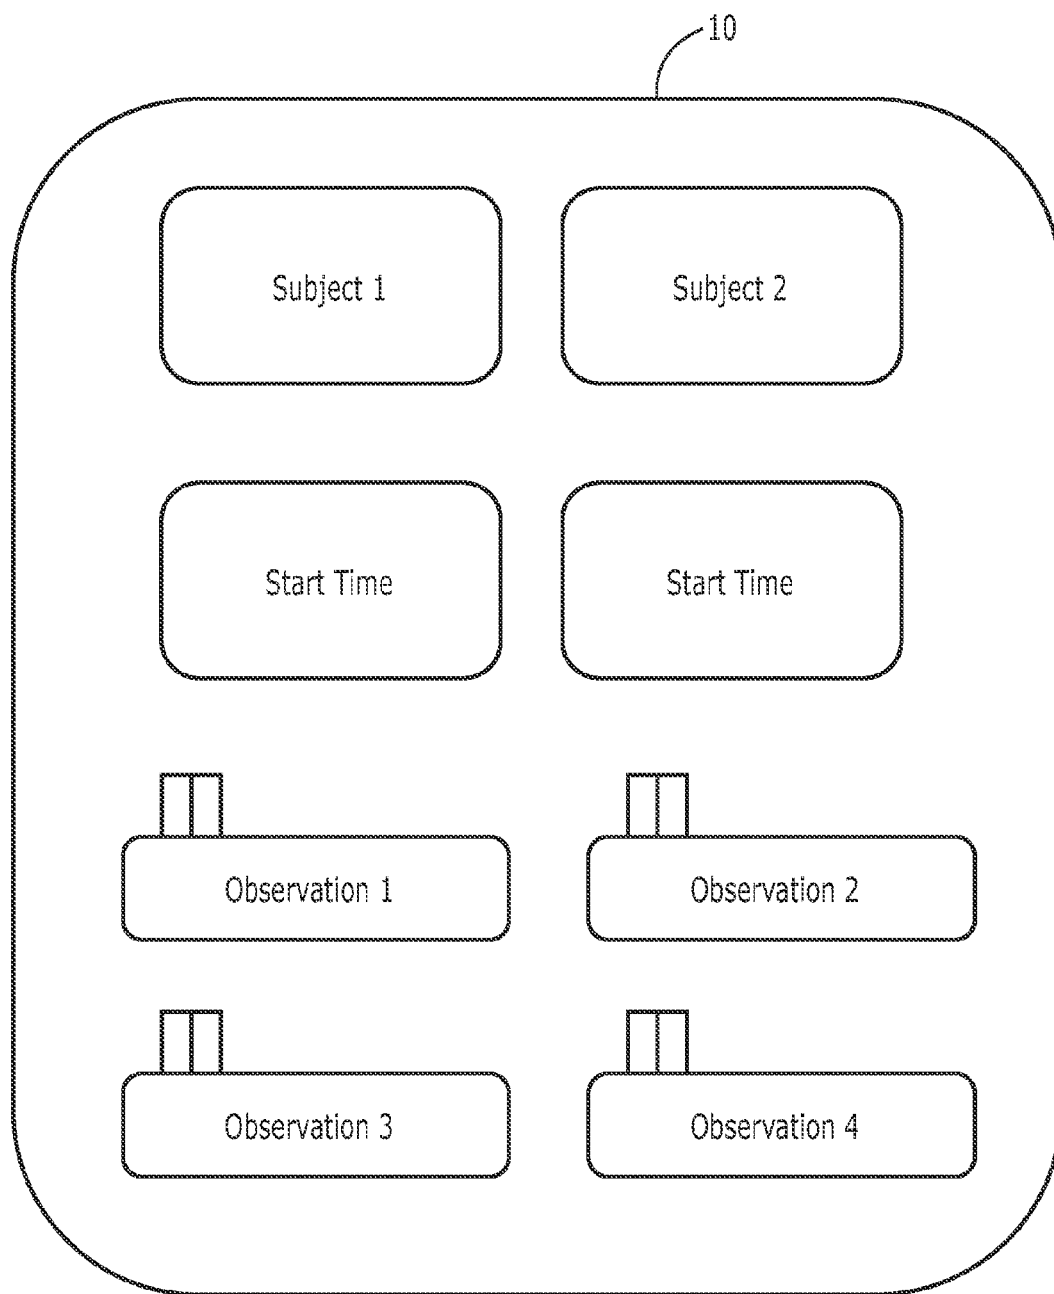 10
Subject 1
Subject 2
Start Time
Start Time
Observation 1
Observation 2
Observation 3
Observation 4